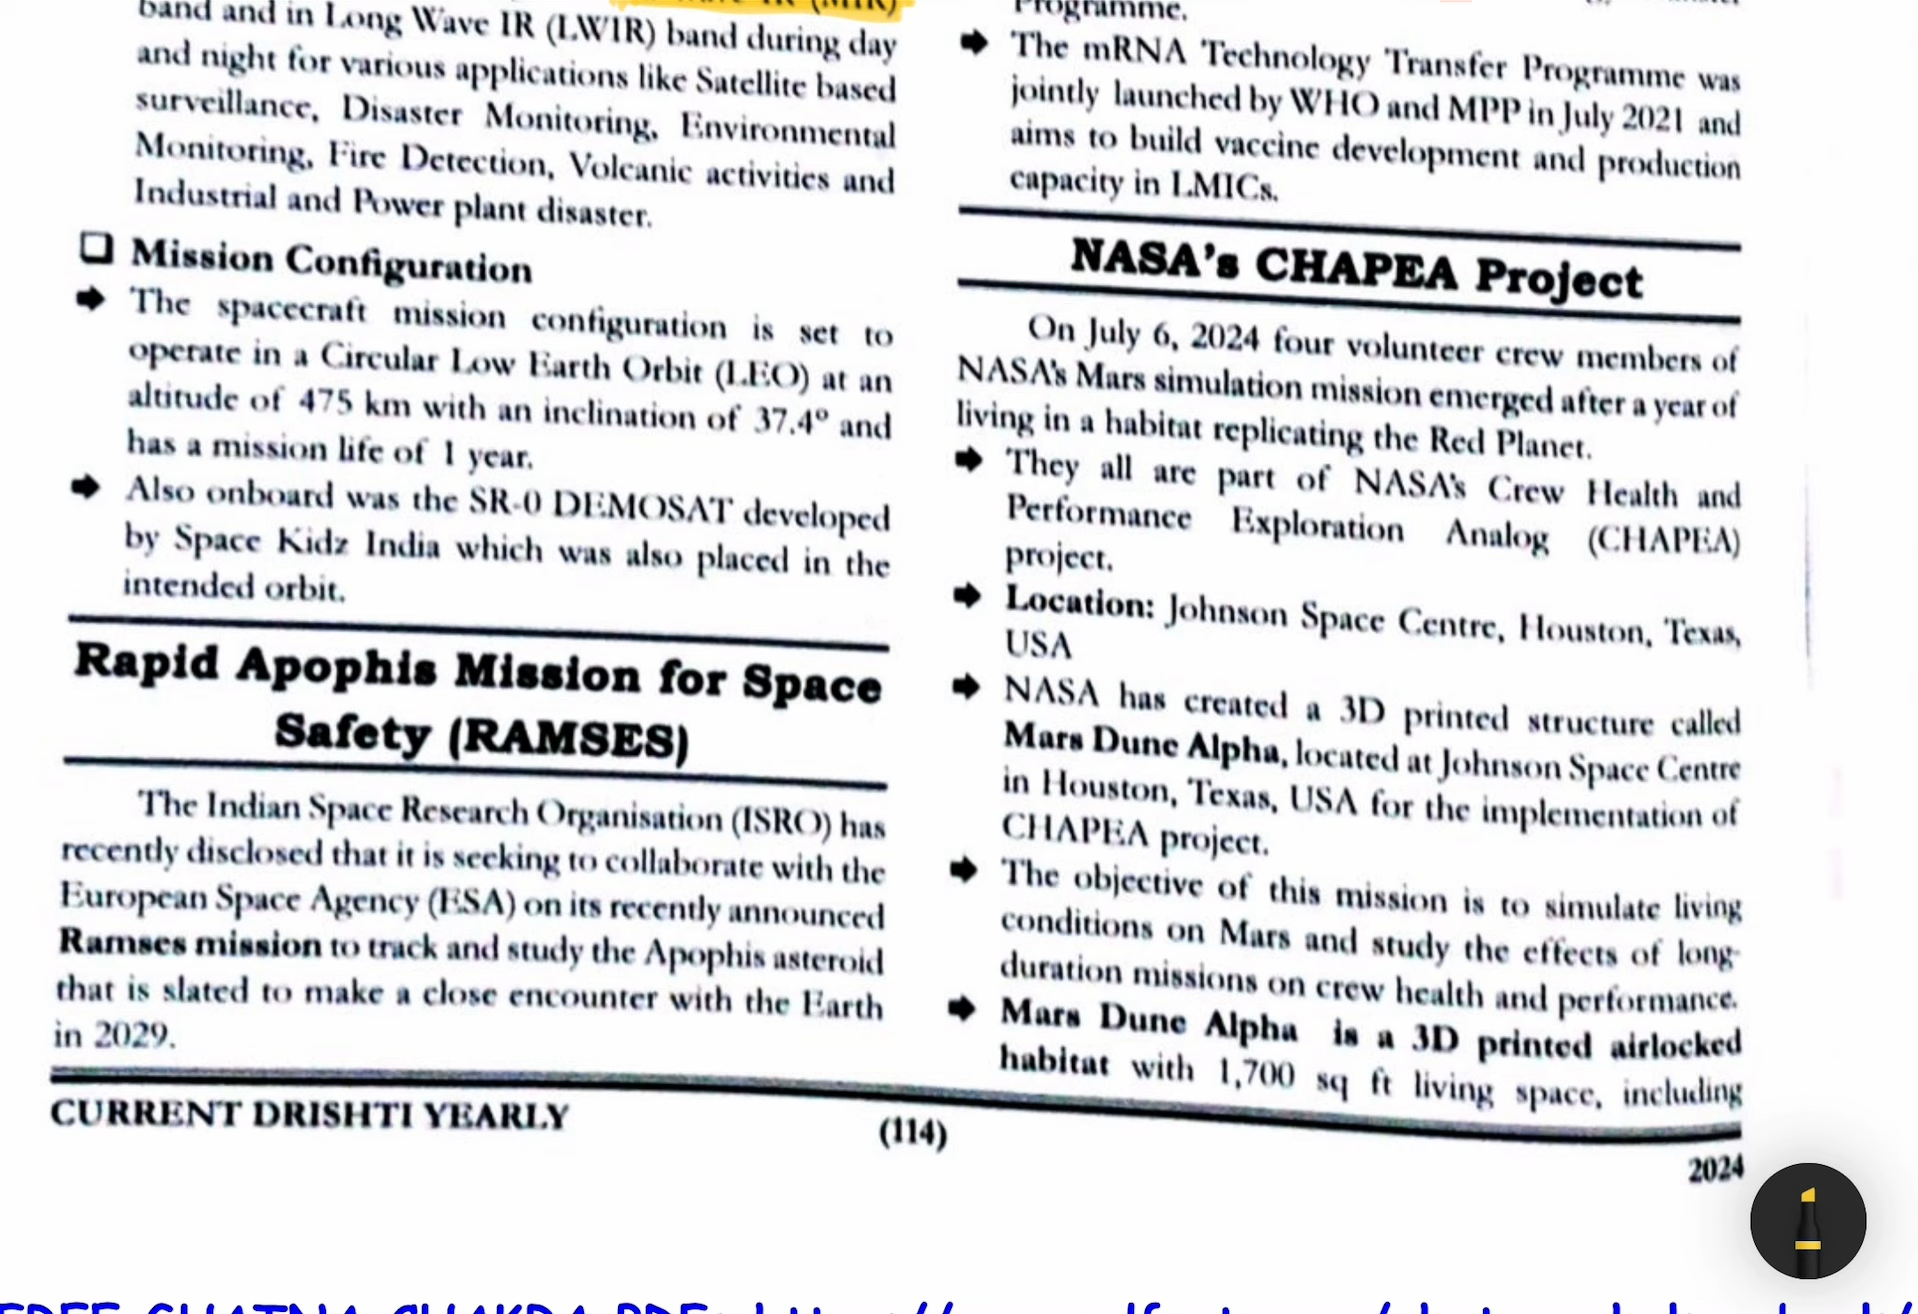 band and in Long Wave IR (LWIR) band during day
and night for various applications like Satellite based
surveillance, Disaster Monitoring, Environmental
Monitoring, Fire Detection, Volcanic activities and
Industrial and Power plant disaster.
❑ Mission Configuration
➡ The spacecraft mission configuration is set to
operate in a Circular Low Earth Orbit (LEO) at an
altitude of 475 km with an inclination of 37.4° and
has a mission life of 1 year.
➡ Also onboard was the SR-0 DEMOSAT developed
by Space Kidz India which was also placed in the
intended orbit.
Rapid Apophis Mission for Space
Safety (RAMSES)
The Indian Space Research Organisation (ISRO) has
recently disclosed that it is seeking to collaborate with the
European Space Agency (ESA) on its recently announced
Ramses mission to track and study the Apophis asteroid
that is slated to make a close encounter with the Earth
in 2029.
Programme.
➡ The mRNA Technology Transfer Programme was
jointly launched by WHO and MPP in July 2021 and
aims to build vaccine development and production
capacity in LMICs.
NASA's CHAPEA Project
On July 6, 2024 four volunteer crew members of
NASA's Mars simulation mission emerged after a year of
living in a habitat replicating the Red Planet.
➡ They all are part of NASA's Crew Health and
Performance Exploration Analog (CHAPEA)
project.
➡ Location: Johnson Space Centre, Houston, Texas,
USA
➡ NASA has created a 3D printed structure called
Mars Dune Alpha, located at Johnson Space Centre
in Houston, Texas, USA for the implementation of
CHAPEA project.
➡ The objective of this mission is to simulate living
conditions on Mars and study the effects of long-
duration missions on crew health and performance.
➡ Mars Dune Alpha is a 3D printed airlocked
habitat with 1,700 sq ft living space, including
CURRENT DRISHTI YEARLY
(114)
2024